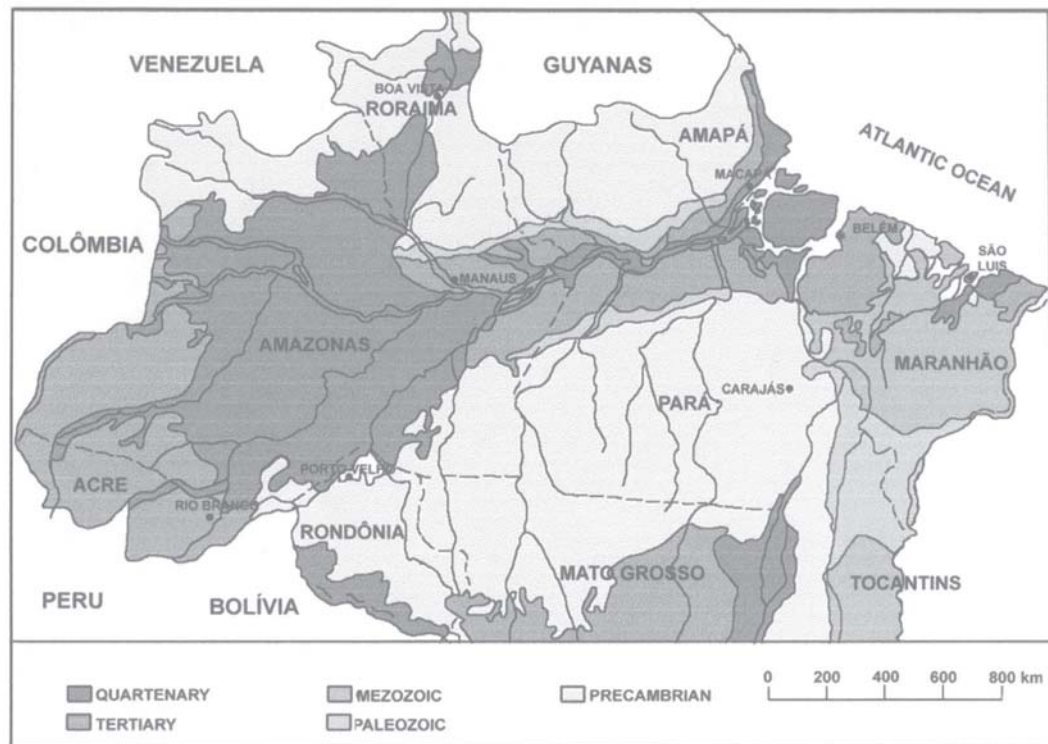 VENEZUELA
GUYANAS
BOA VISTA
RORAIMA
AMAPÁ
ATLANTIC OCEAN
MACAPÁ
COLÔMBIA
BELÉM
SÃO
LUIS
MANAUS
AMAZONAS
MARANHÃO
PARÁ
CARAJÁS
ACRE
PORTO VELHO
RIO BRANCO
RONDÔNIA
MATO GROSSO
TOCANTINS
PERU
BOLÍVIA
QUARTENARY
MEZOZOIC
PRECAMBRIAN
0 200 400 600 800 km
TERTIARY
PALEOZOIC